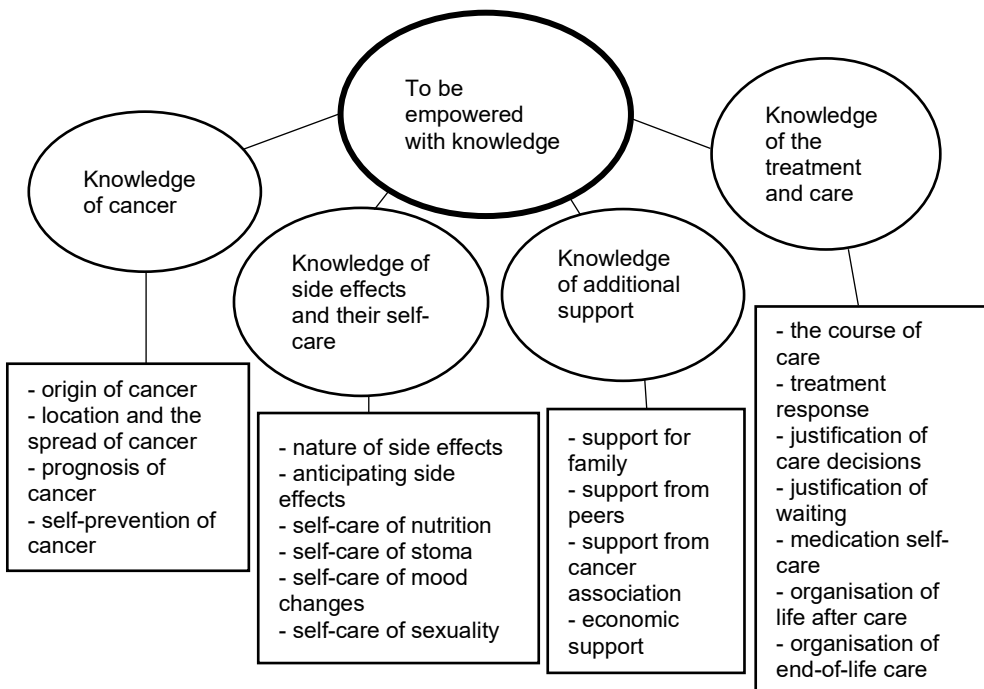 To be
empowered
with knowledge
Knowledge
of cancer
Knowledge of
side effects
and their self-
care
Knowledge
of additional
support
Knowledge
of the
treatment
and care
- origin of cancer
- location and the
spread of cancer
- prognosis of
cancer
- self-prevention of
cancer
- nature of side effects
- anticipating side
effects
- self-care of nutrition
- self-care of stoma
- self-care of mood
changes
- self-care of sexuality
- support for
family
- support from
peers
- support from
cancer
association
- economic
support
- the course of
care
- treatment
response
- justification of
care decisions
- justification of
waiting
- medication self-
care
- organisation of
life after care
- organisation of
end-of-life care